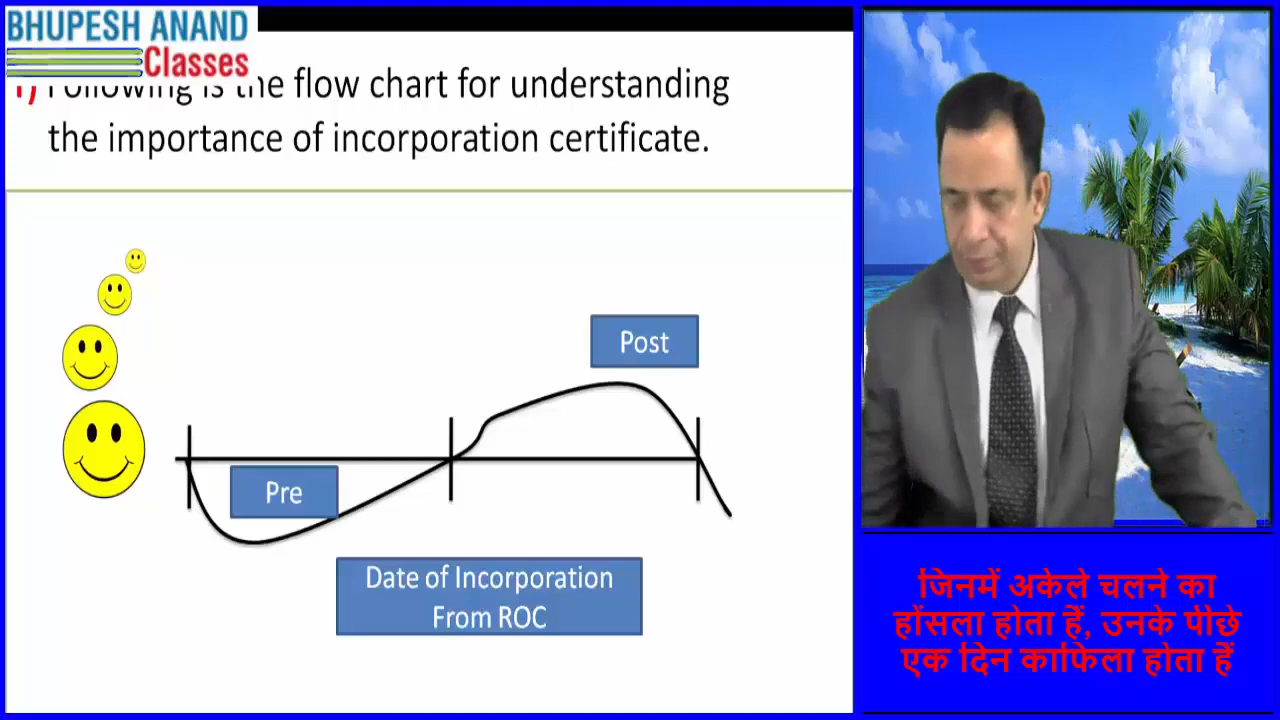 BHUPESH ANAND
Classes
1) Following is the flow chart for understanding
the importance of incorporation certificate.
Post
Pre
Date of Incorporation
From ROC
जिनमें अकेले चलने का
होंसला होता हैं, उनके पीछे
एक दिन काफिला होता हैं